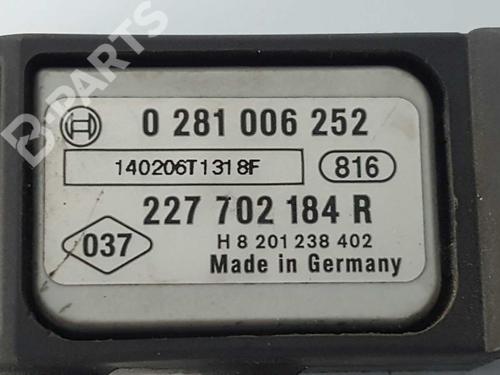 B-PARTS
0 281 006 252
140206T1318F
816
227 702 184 R
037
H 8 201 238 402
Made in Germany